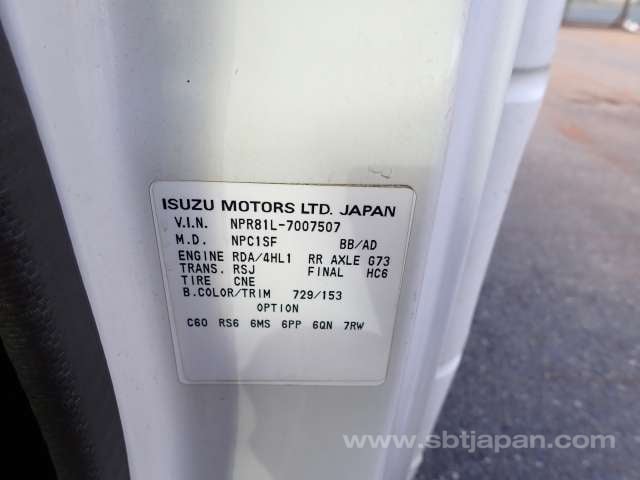 ISUZU MOTORS LTD. JAPAN
V.I.N. NPR81L-7007507
M.D. NPC1SF BB/AD
ENGINE RDA/4HL1 RR AXLE G73
TRANS. RSJ FINAL HC6
TIRE CNE
B.COLOR/TRIM 729/153
OPTION
C60 RS6 6MS 6PP 6QN 7RW
www.sbtjapan.com